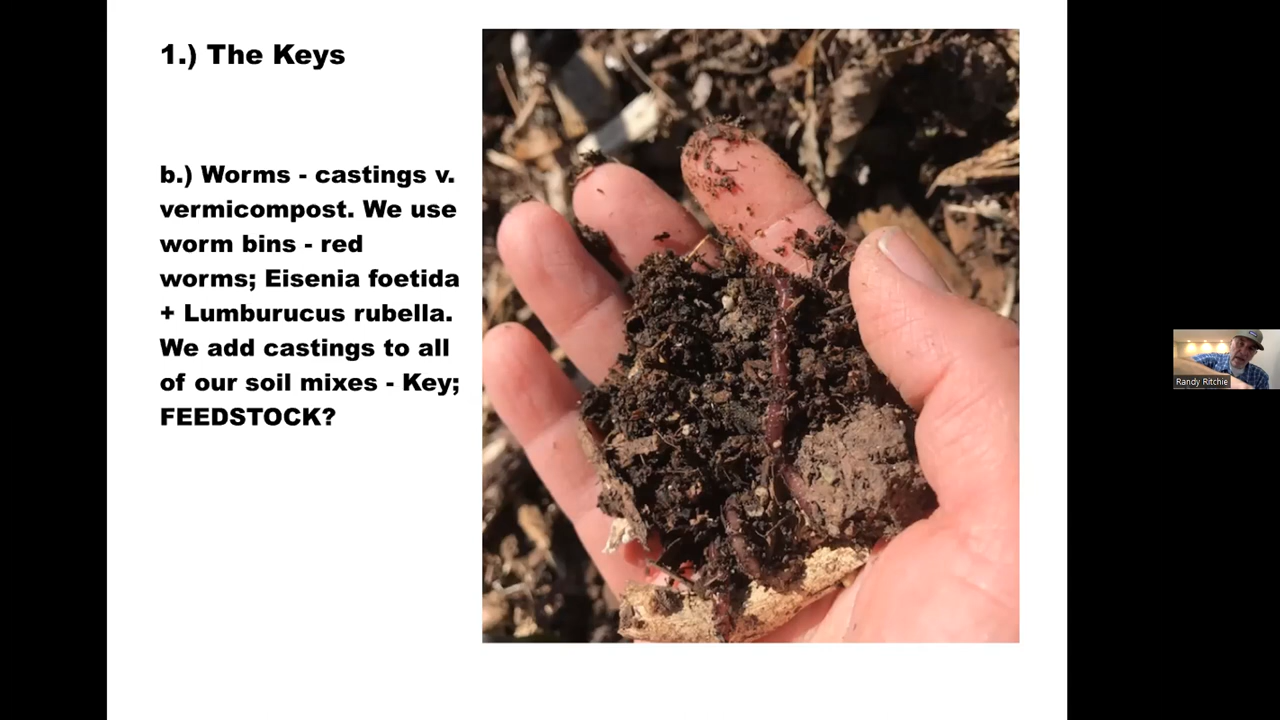 1.) The Keys
b.) Worms - castings v.
vermicompost. We use
worm bins - red
worms; Eisenia foetida
+ Lumburucus rubella.
We add castings to all
of our soil mixes - Key;
FEEDSTOCK?
Randy Ritchie